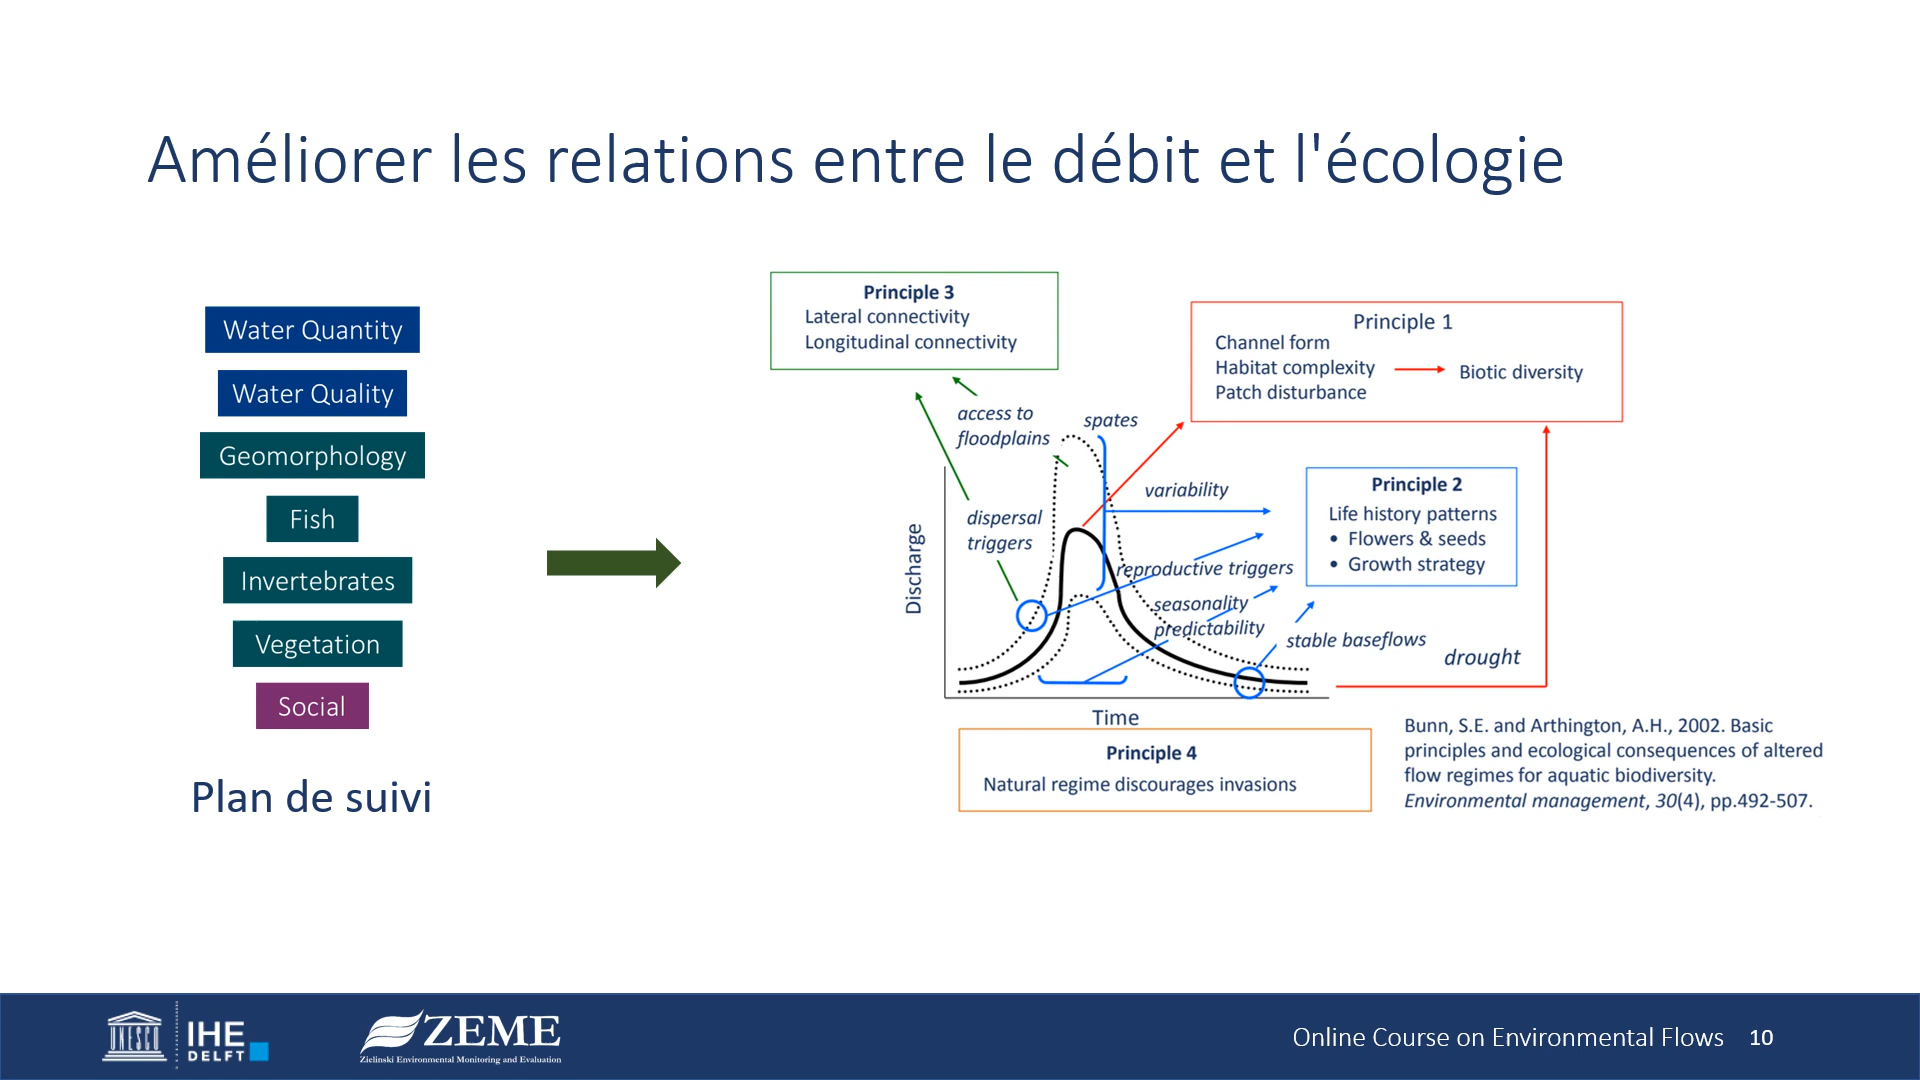 Améliorer les relations entre le débit et l'écologie
Water Quantity
Water Quality
Geomorphology
Fish
Invertebrates
Vegetation
Social
Plan de suivi
Principle 3
Lateral connectivity
Longitudinal connectivity
Principle 1
Channel form
Habitat complexity
Patch disturbance
Biotic diversity
access to
floodplains
spates
variability
dispersal
triggers
Principle 2
Life history patterns
• Flowers & seeds
• Growth strategy
reproductive triggers
seasonality
predictability
stable baseflows
drought
Discharge
Time
Principle 4
Natural regime discourages invasions
Bunn, S.E. and Arthington, A.H., 2002. Basic
principles and ecological consequences of altered
flow regimes for aquatic biodiversity.
Environmental management, 30(4), pp.492-507.
UNESCO
IHE
DELFT
ZEME
Zielinski Environmental Monitoring and Evaluation
Online Course on Environmental Flows 10